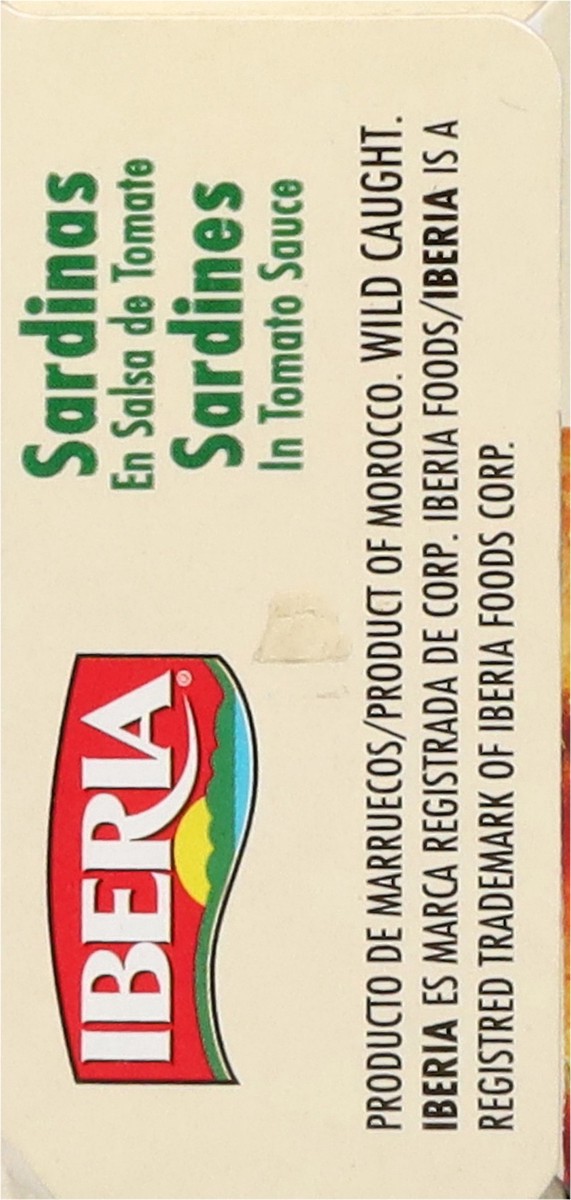 IBERIA®
Sardinas
En Salsa de Tomate
Sardines
In Tomato Sauce
PRODUCTO DE MARRUECOS/PRODUCT OF MOROCCO. WILD CAUGHT.
IBERIA ES MARCA REGISTRADA DE CORP. IBERIA FOODS/IBERIA IS A
REGISTRED TRADEMARK OF IBERIA FOODS CORP.